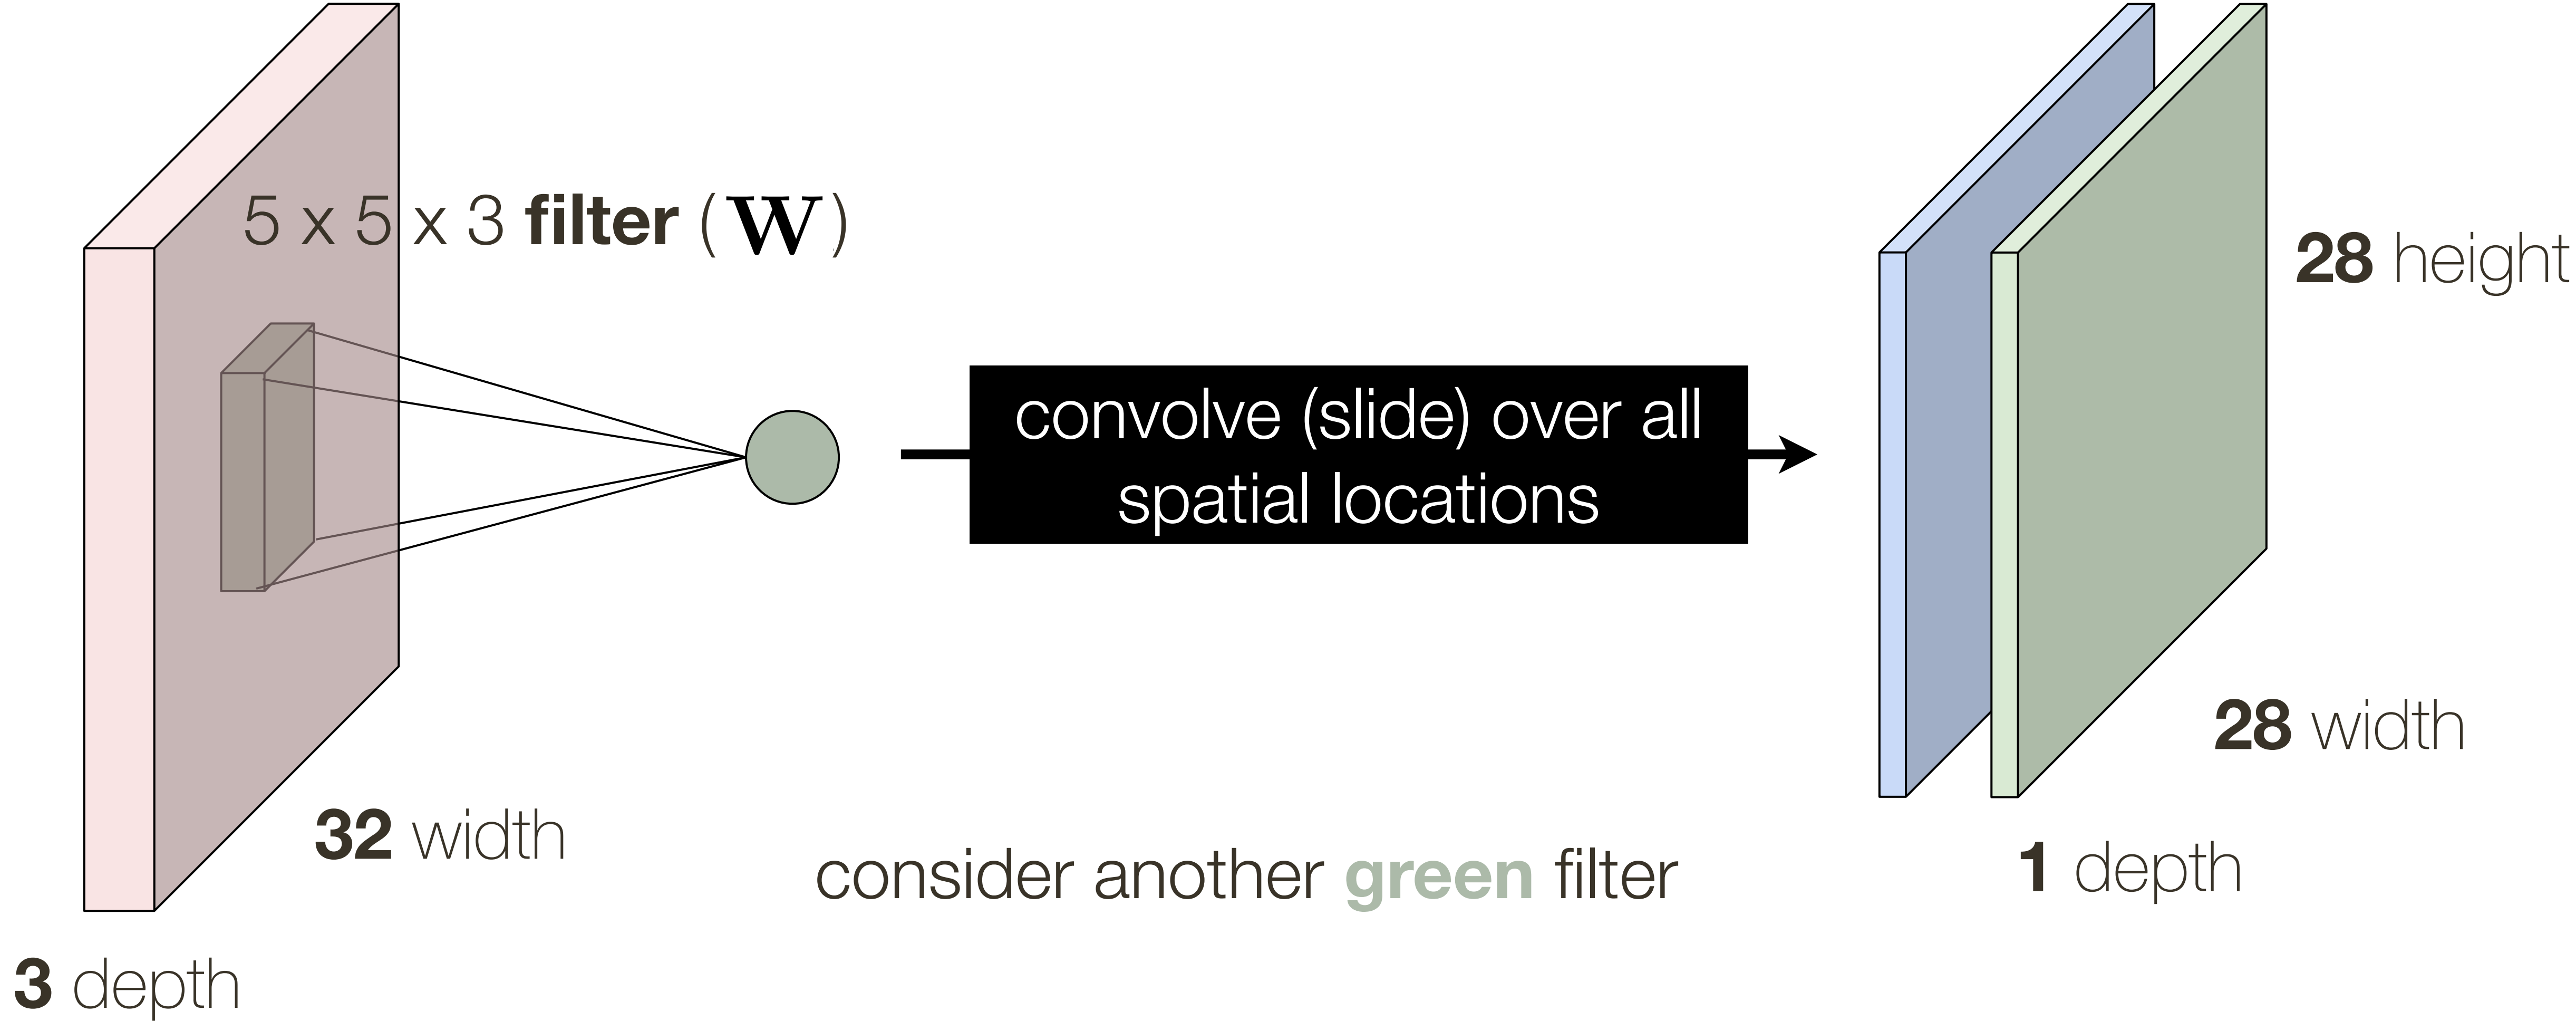 5 x 5 x 3 filter (W)
28 height
convolve (slide) over all
spatial locations
28 width
32 width
consider another green filter
1 depth
3 depth